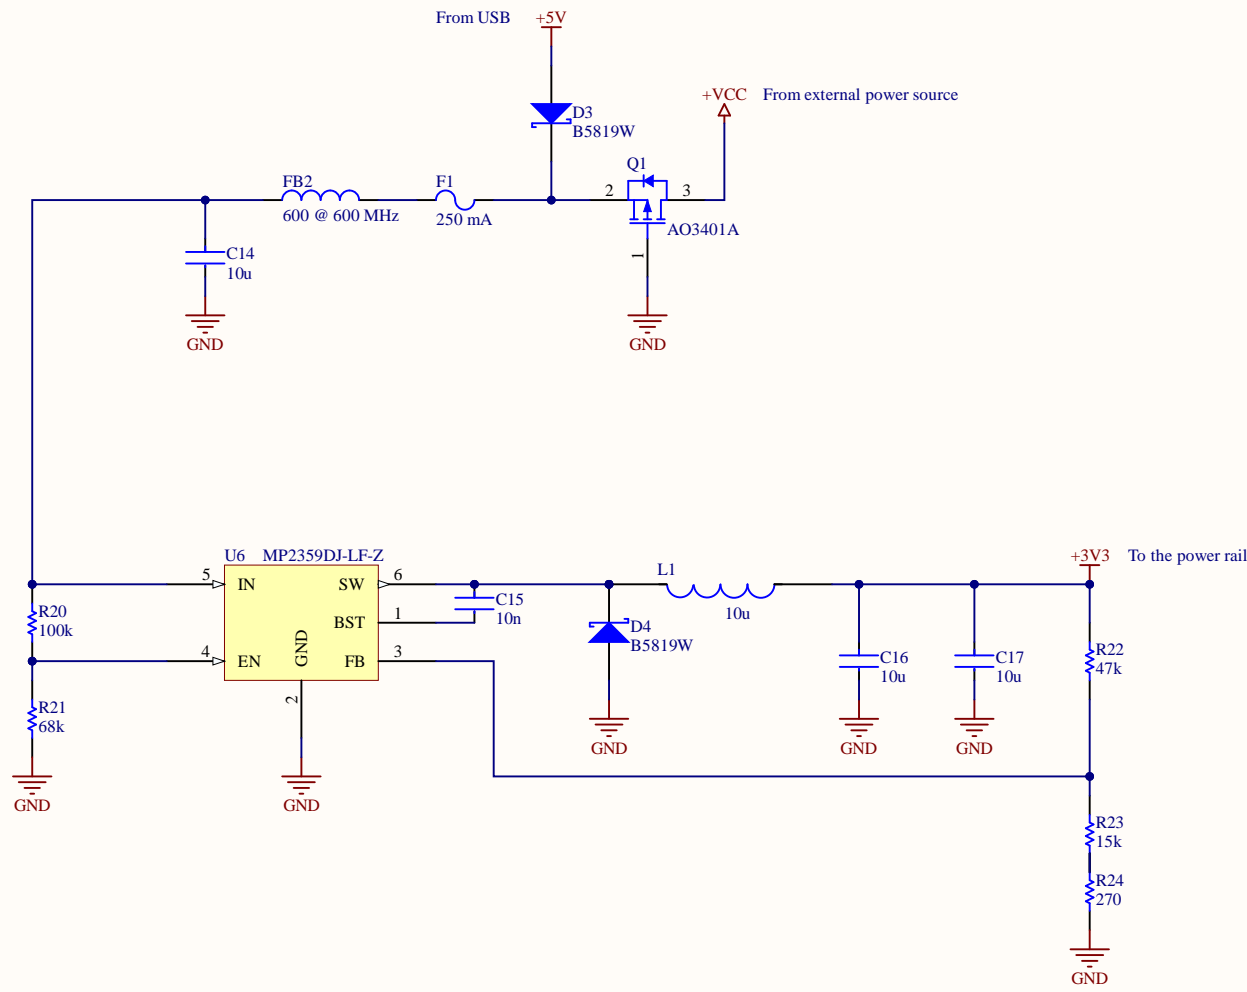 From USB +5V
+VCC From external power source
D3
B5819W
Q1
2 3
AO3401A
1
GND
FB2
600 @ 600 MHz
F1
250 mA
C14
10u
GND
U6 MP2359DJ-LF-Z
5 IN
SW 6
BST 1
4 EN
FB 3
GND
2
GND
R20
100k
R21
68k
GND
C15
10n
D4
B5819W
GND
L1
10u
C16
10u
GND
C17
10u
GND
+3V3 To the power rail
R22
47k
R23
15k
R24
270
GND